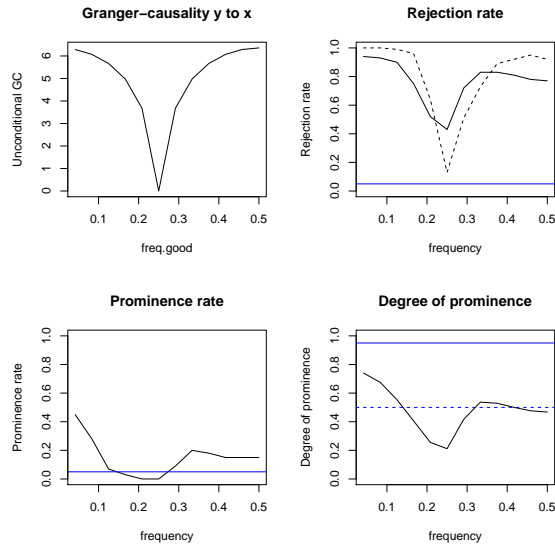 Granger−causality y to x
Unconditional GC
0 1 2 3 4 5 6
0.1 0.2 0.3 0.4 0.5
freq.good
Rejection rate
Rejection rate
0.0 0.2 0.4 0.6 0.8 1.0
0.1 0.2 0.3 0.4 0.5
frequency
Prominence rate
Prominence rate
0.0 0.2 0.4 0.6 0.8 1.0
0.1 0.2 0.3 0.4 0.5
frequency
Degree of prominence
Degree of prominence
0.0 0.2 0.4 0.6 0.8 1.0
0.1 0.2 0.3 0.4 0.5
frequency